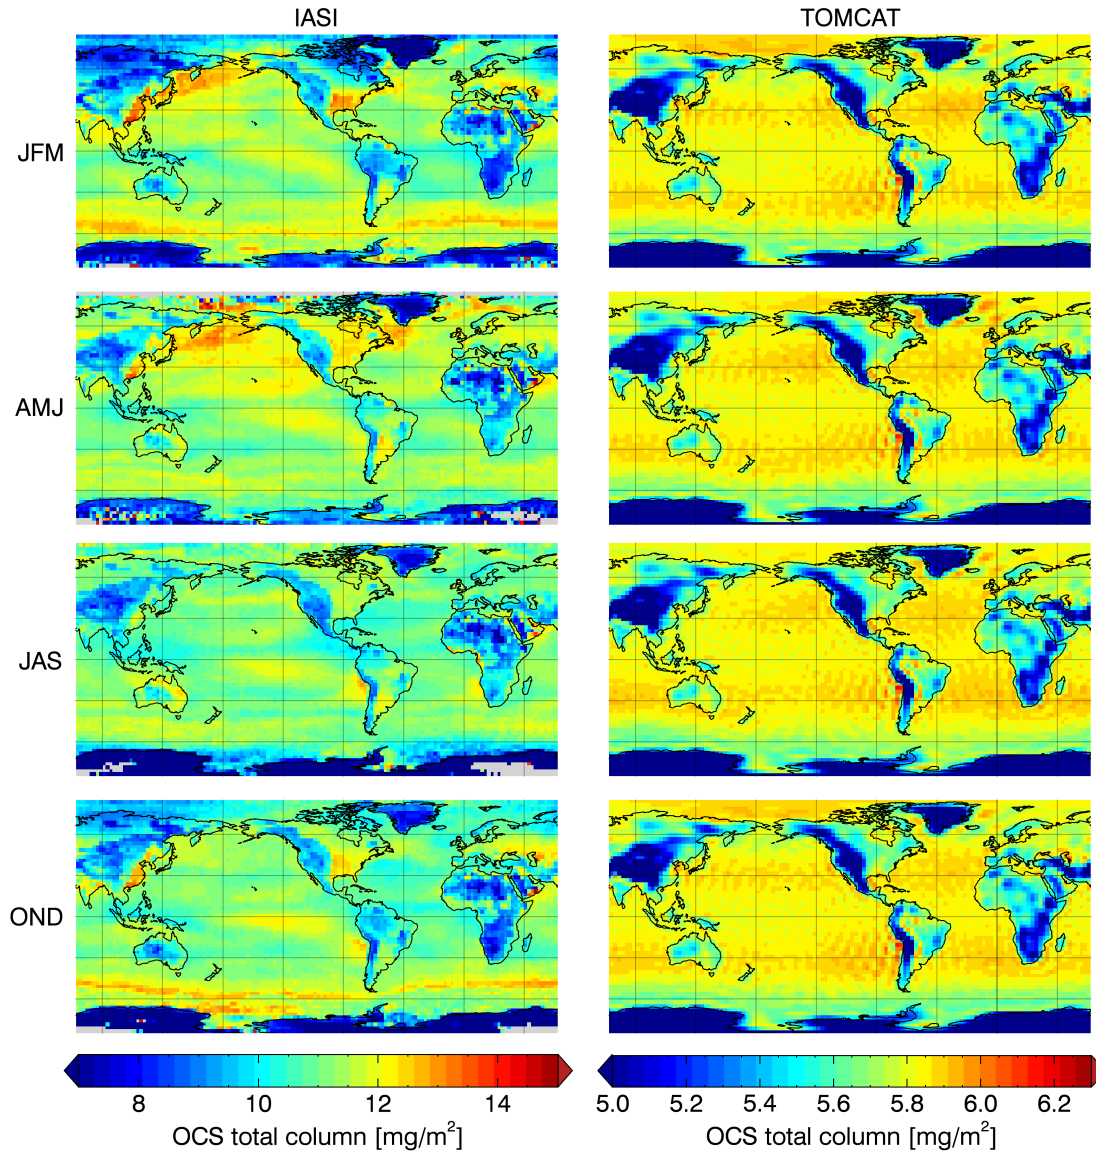 IASI TOMCAT
JFM
AMJ
JAS
OND
8 10 12 14 5.0 5.2 5.4 5.6 5.8 6.0 6.2
OCS total column [mg/m²] OCS total column [mg/m²]